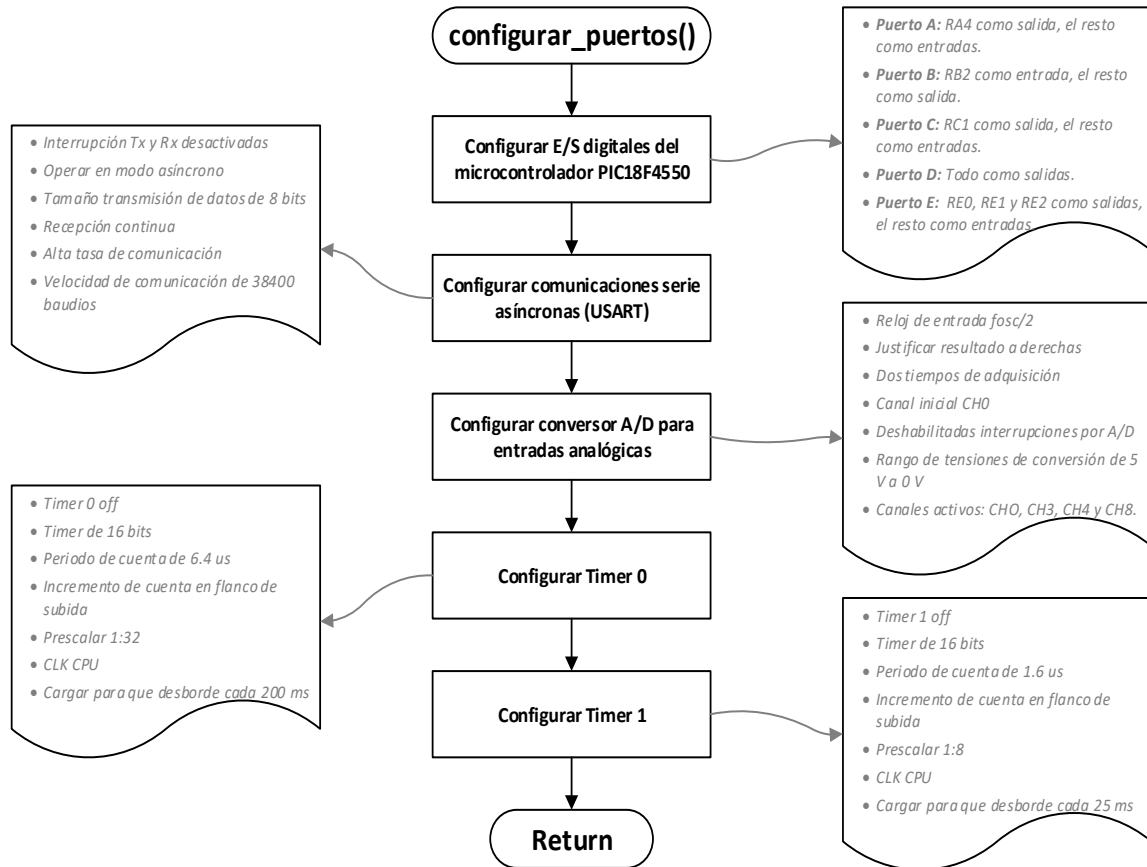 configurar_puertos()
• Puerto A: RA4 como salida, el resto
como entradas.
• Puerto B: RB2 como entrada, el resto
como salida.
• Puerto C: RC1 como salida, el resto
como entradas.
• Puerto D: Todo como salidas.
• Puerto E: RE0, RE1 y RE2 como salidas,
el resto como entradas
Configurar E/S digitales del
microcontrolador PIC18F4550
• Interrupción Tx y Rx desactivadas
• Operar en modo asíncrono
• Tamaño transmisión de datos de 8 bits
• Recepción continua
• Alta tasa de comunicación
• Velocidad de comunicación de 38400
baudios
Configurar comunicaciones serie
asíncronas (USART)
• Reloj de entrada fosc/2
• Justificar resultado a derechas
• Dos tiempos de adquisición
• Canal inicial CH0
• Deshabilitadas interrupciones por A/D
• Rango de tensiones de conversión de 5
V a 0 V
• Canales activos: CHO, CH3, CH4 y CH8.
Configurar conversor A/D para
entradas analógicas
• Timer 0 off
• Timer de 16 bits
• Periodo de cuenta de 6.4 us
• Incremento de cuenta en flanco de
subida
• Prescalar 1:32
• CLK CPU
• Cargar para que desborde cada 200 ms
Configurar Timer 0
• Timer 1 off
• Timer de 16 bits
• Periodo de cuenta de 1.6 us
• Incremento de cuenta en flanco de
subida
• Prescalar 1:8
• CLK CPU
• Cargar para que desborde cada 25 ms
Configurar Timer 1
Return